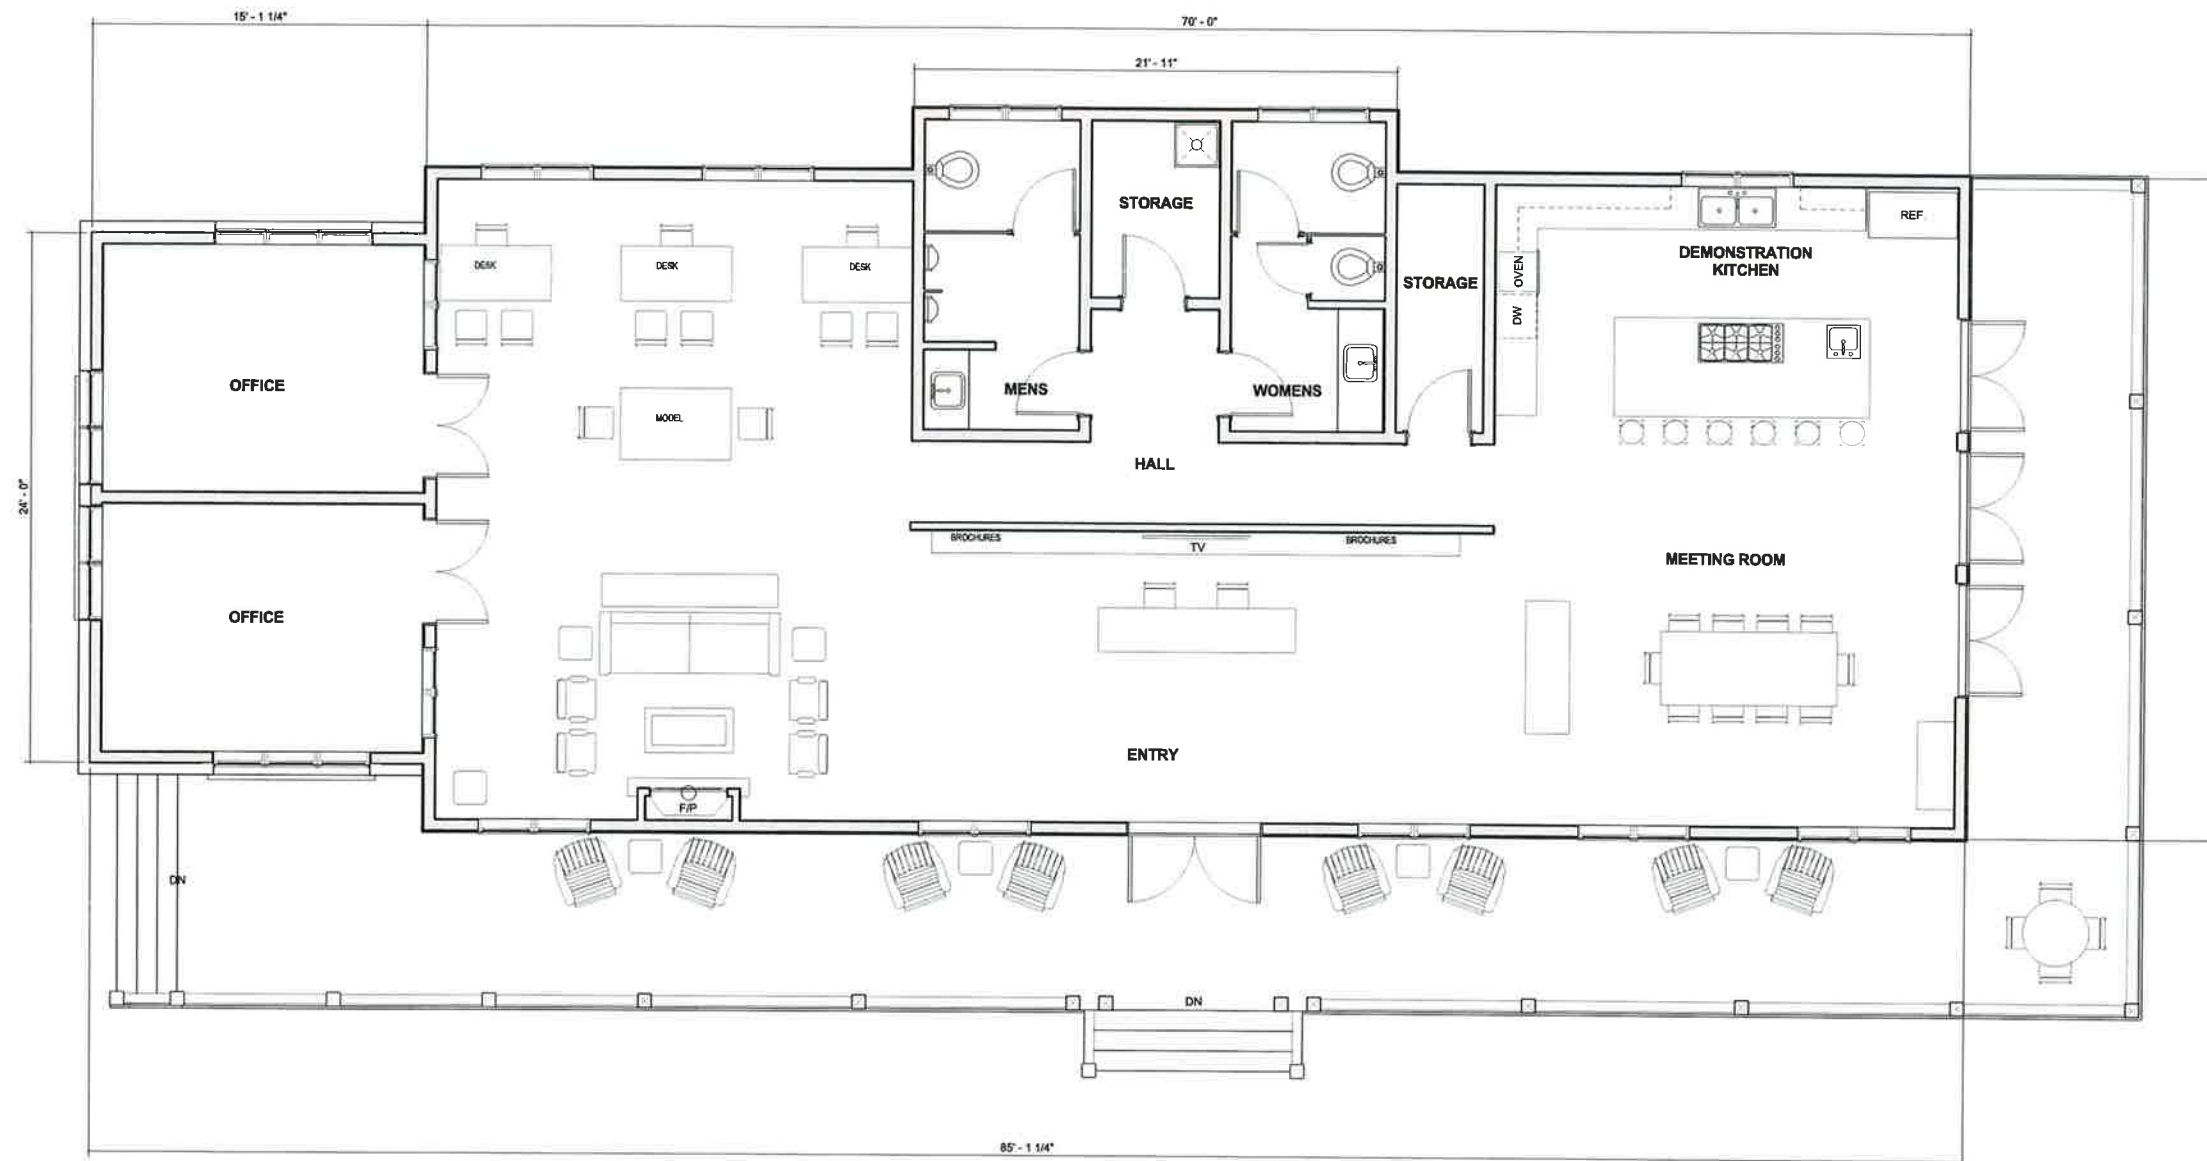 15' - 1 1/4"
70' - 0"
21' - 11"
STORAGE
REF
DESK
DESK
DESK
DEMONSTRATION
KITCHEN
OVEN
STORAGE
DW
OFFICE
MENS
WOMENS
MODEL
HALL
24' - 0"
BROCHURES
TV
BROCHURES
MEETING ROOM
OFFICE
ENTRY
F/P
DN
DN
85' - 1 1/4"